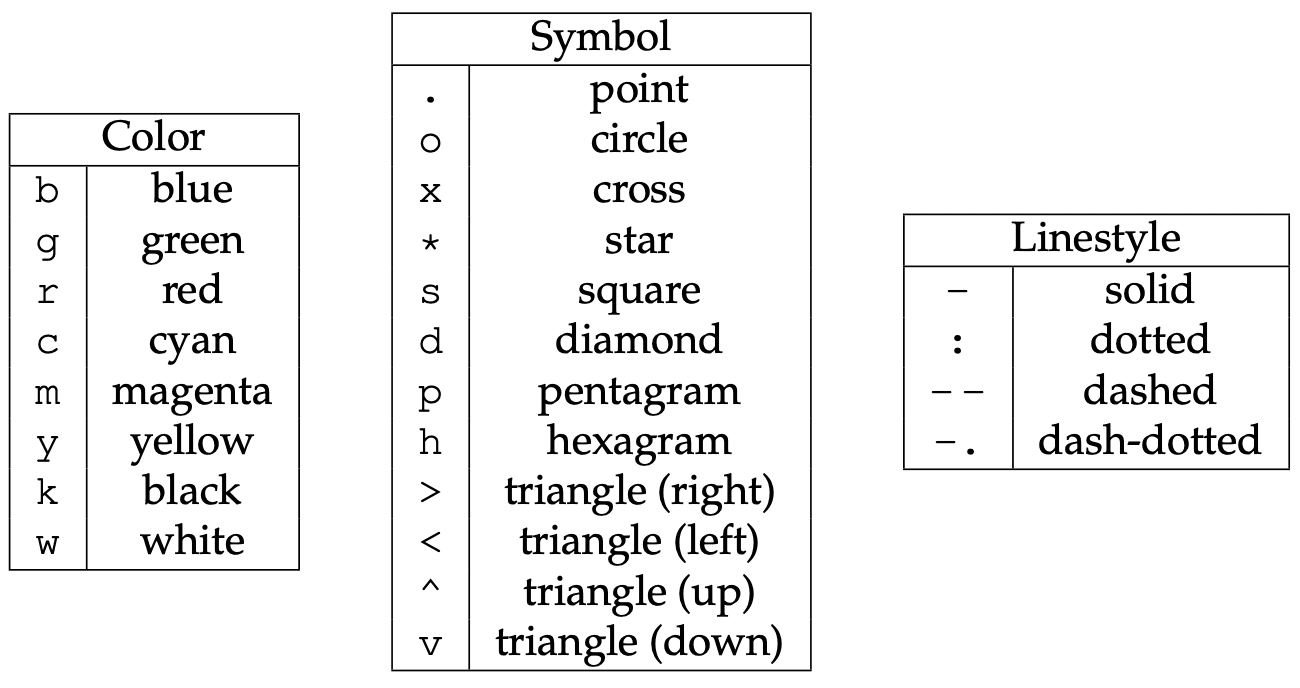 Color
b blue
g green
r red
c cyan
m magenta
y yellow
k black
w white
Symbol
. point
o circle
x cross
* star
s square
d diamond
p pentagram
h hexagram
> triangle (right)
< triangle (left)
^ triangle (up)
v triangle (down)
Linestyle
- solid
: dotted
-- dashed
-. dash-dotted